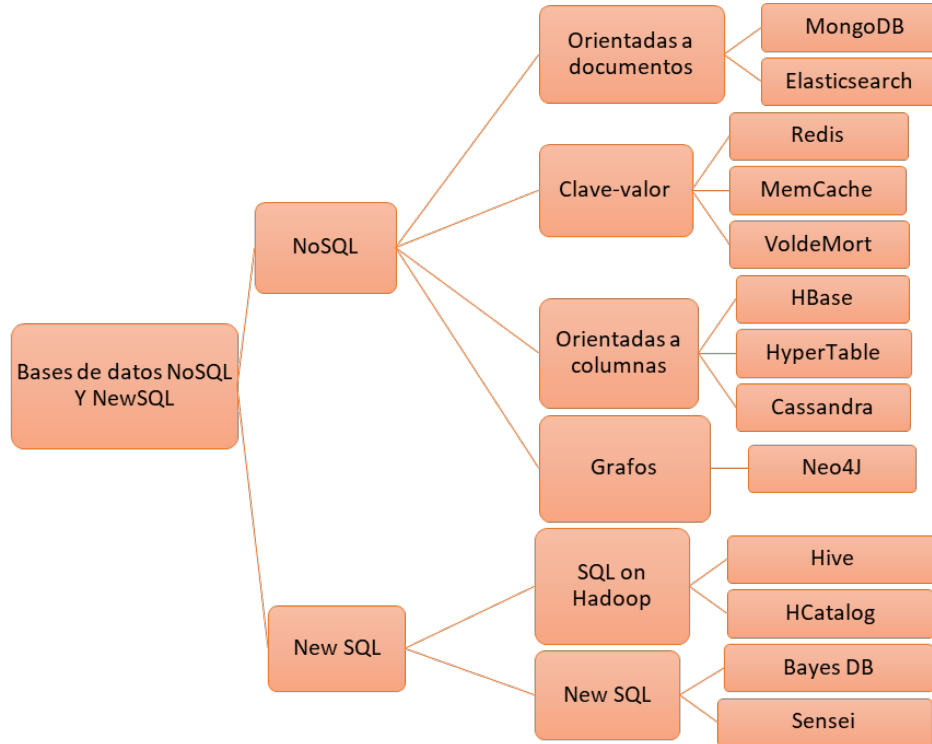 Bases de datos NoSQL
Y NewSQL
NoSQL
Orientadas a
documentos
MongoDB
Elasticsearch
Clave-valor
Redis
MemCache
VoldeMort
Orientadas a
columnas
HBase
HyperTable
Cassandra
Grafos
Neo4J
New SQL
SQL on
Hadoop
Hive
HCatalog
New SQL
Bayes DB
Sensei